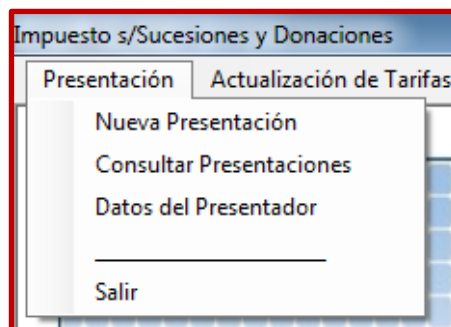 Impuesto s/Sucesiones y Donaciones
Presentación Actualización de Tarifas
Nueva Presentación
Consultar Presentaciones
Datos del Presentador
Salir